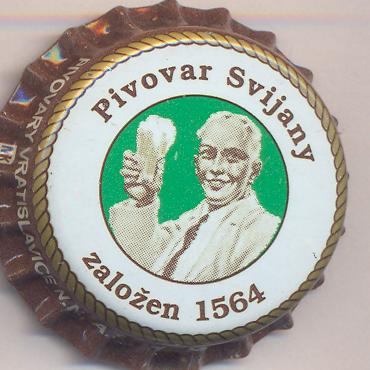 Pivovar Svijany
založen 1564
PIVOVARY VRATISLAVICE N.